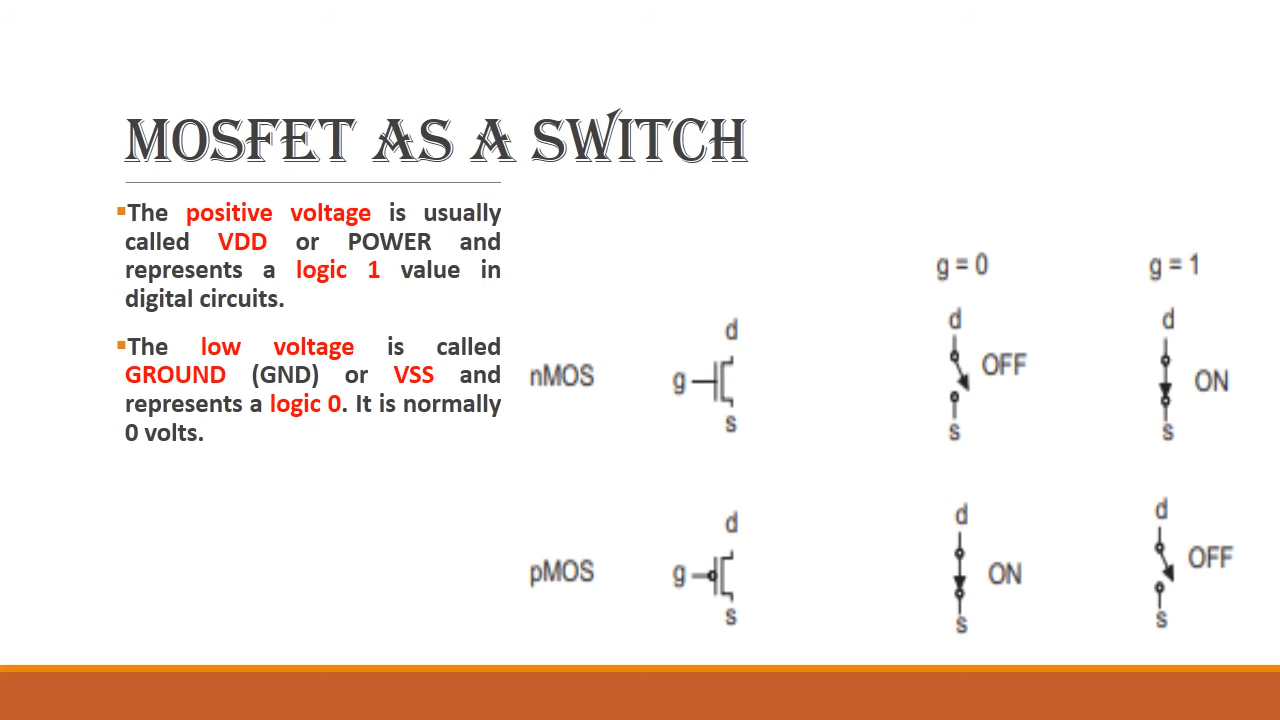 MOSFET AS A SWITCH
▪The positive voltage is usually
called VDD or POWER and
represents a logic 1 value in
digital circuits.
▪The low voltage is called
GROUND (GND) or VSS and
represents a logic 0. It is normally
0 volts.
g = 0
g = 1
nMOS
d
g
s
d
OFF
s
d
ON
s
pMOS
d
g
s
d
ON
s
d
OFF
s